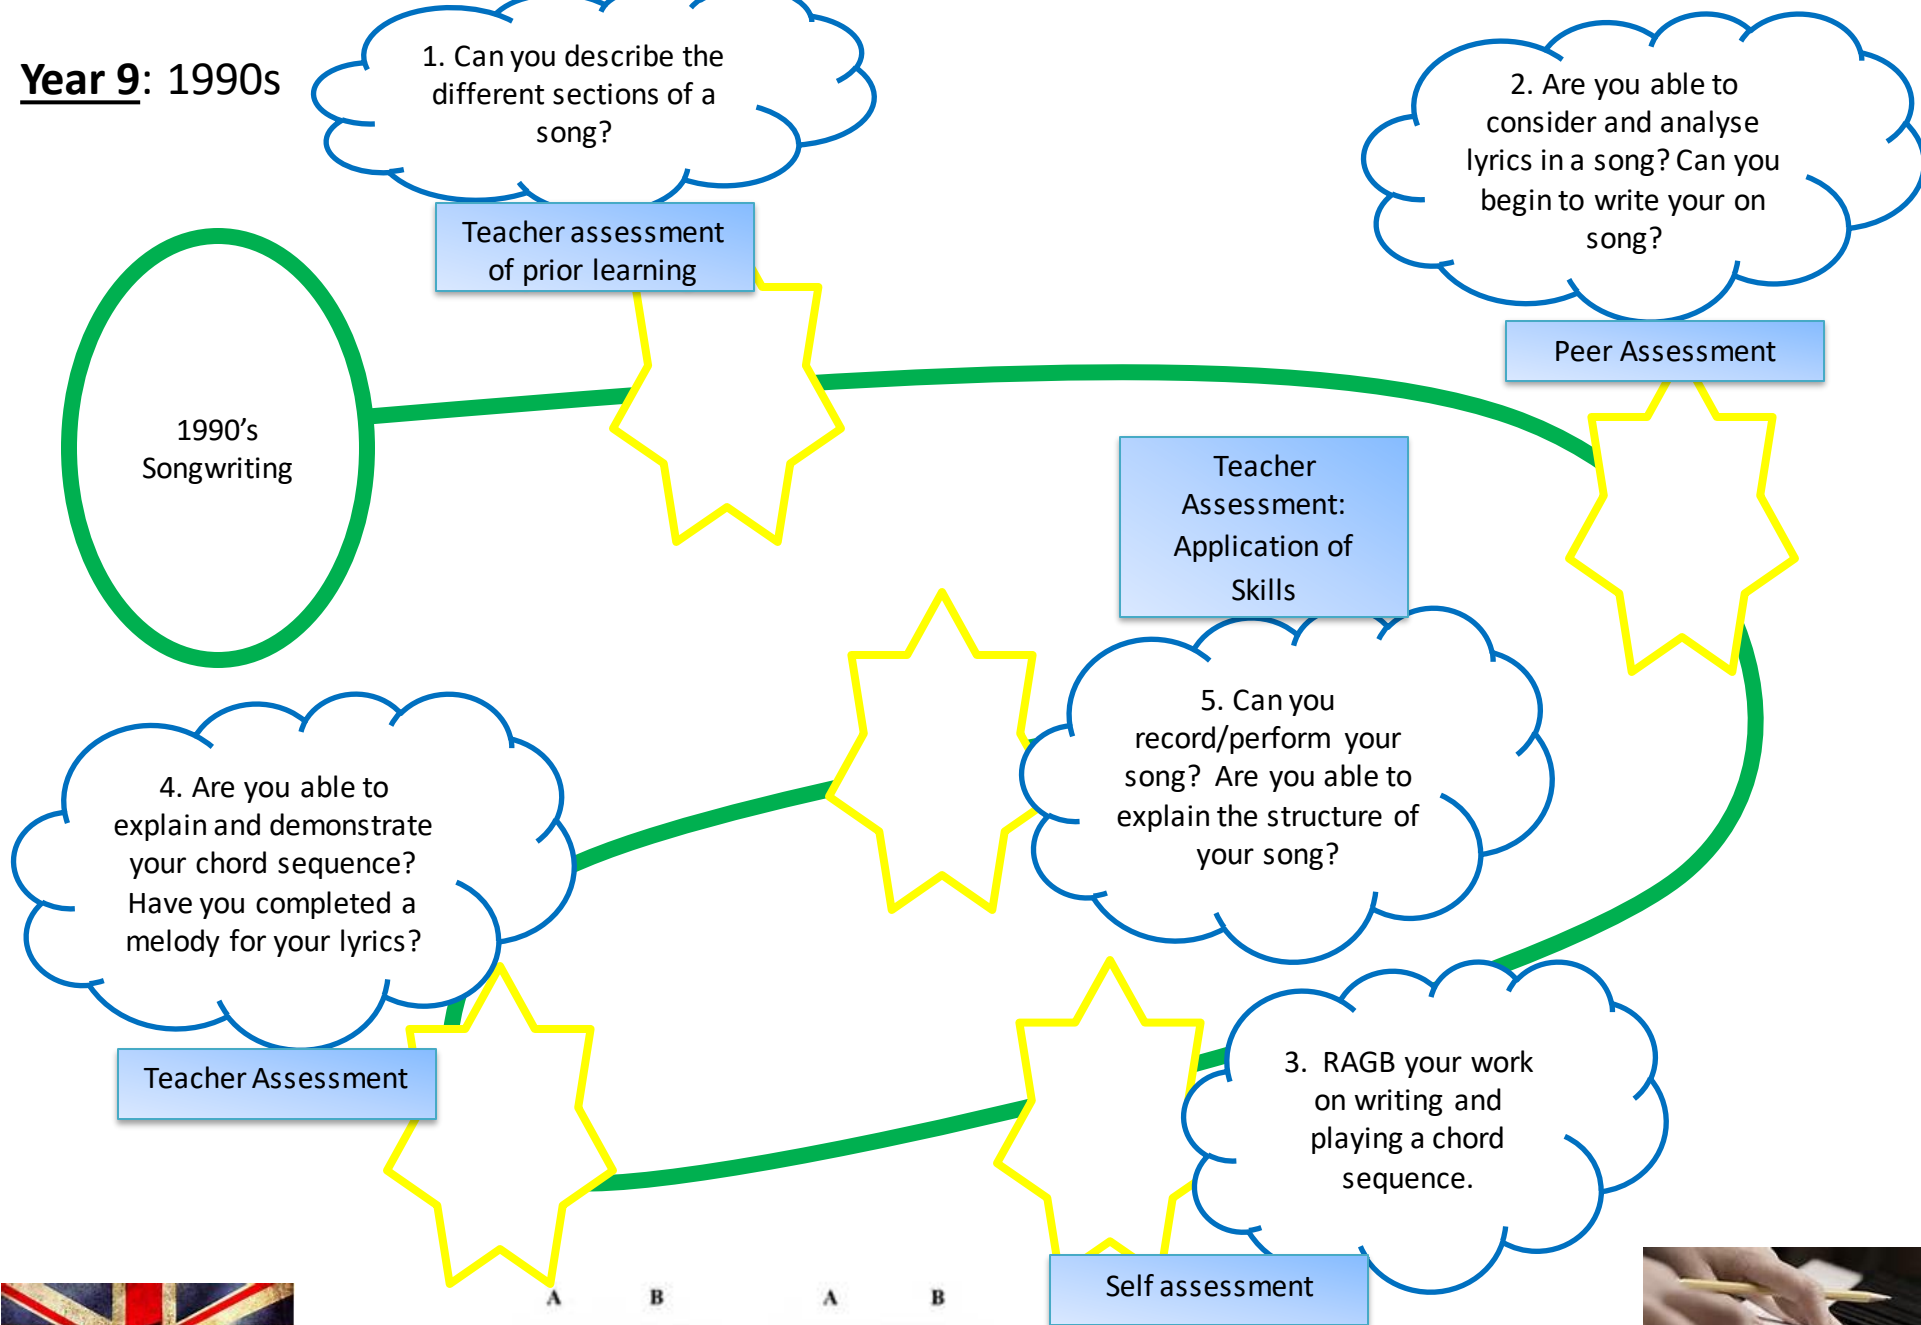 Year 9: 1990s
1. Can you describe the
different sections of a
song?
Teacher assessment
of prior learning
2. Are you able to
consider and analyse
lyrics in a song? Can you
begin to write your on
song?
Peer Assessment
1990's
Songwriting
Teacher
Assessment:
Application of
Skills
5. Can you
record/perform your
song? Are you able to
explain the structure of
your song?
4. Are you able to
explain and demonstrate
your chord sequence?
Have you completed a
melody for your lyrics?
Teacher Assessment
3. RAGB your work
on writing and
playing a chord
sequence.
Self assessment
A B A B